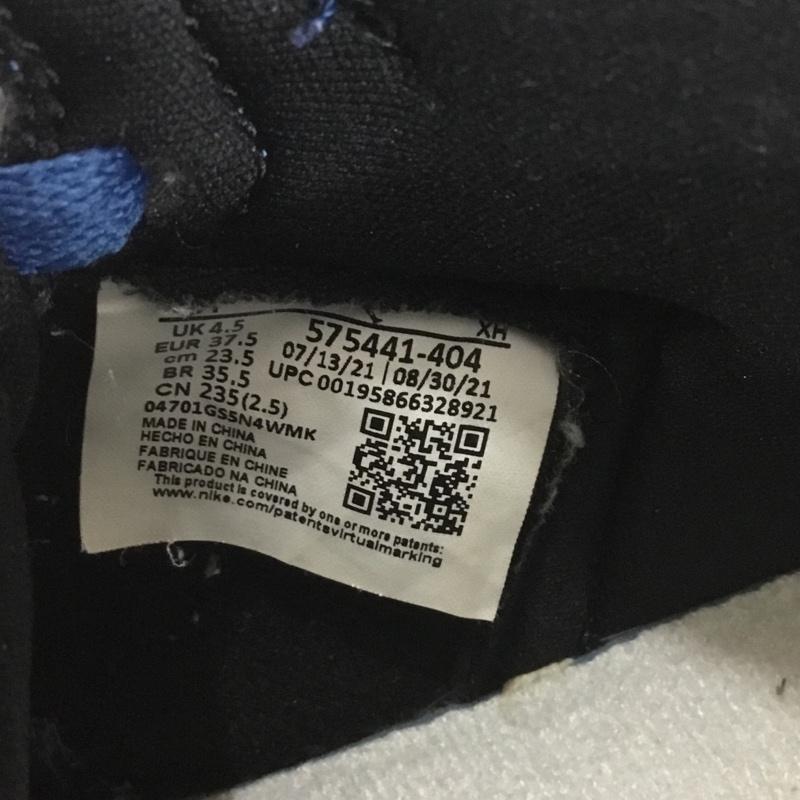 XH
UK 4.5
EUR 37.5
cm 23.5
BR 35.5
CN 235(2.5)
575441-404
07/13/21 | 08/30/21
UPC 00195866328921
04701GSSN4WMK
MADE IN CHINA
HECHO EN CHINA
FABRIQUE EN CHINE
FABRICADO NA CHINA
This product is covered by one or more patents:
www.nike.com/patentsvirtualmarking